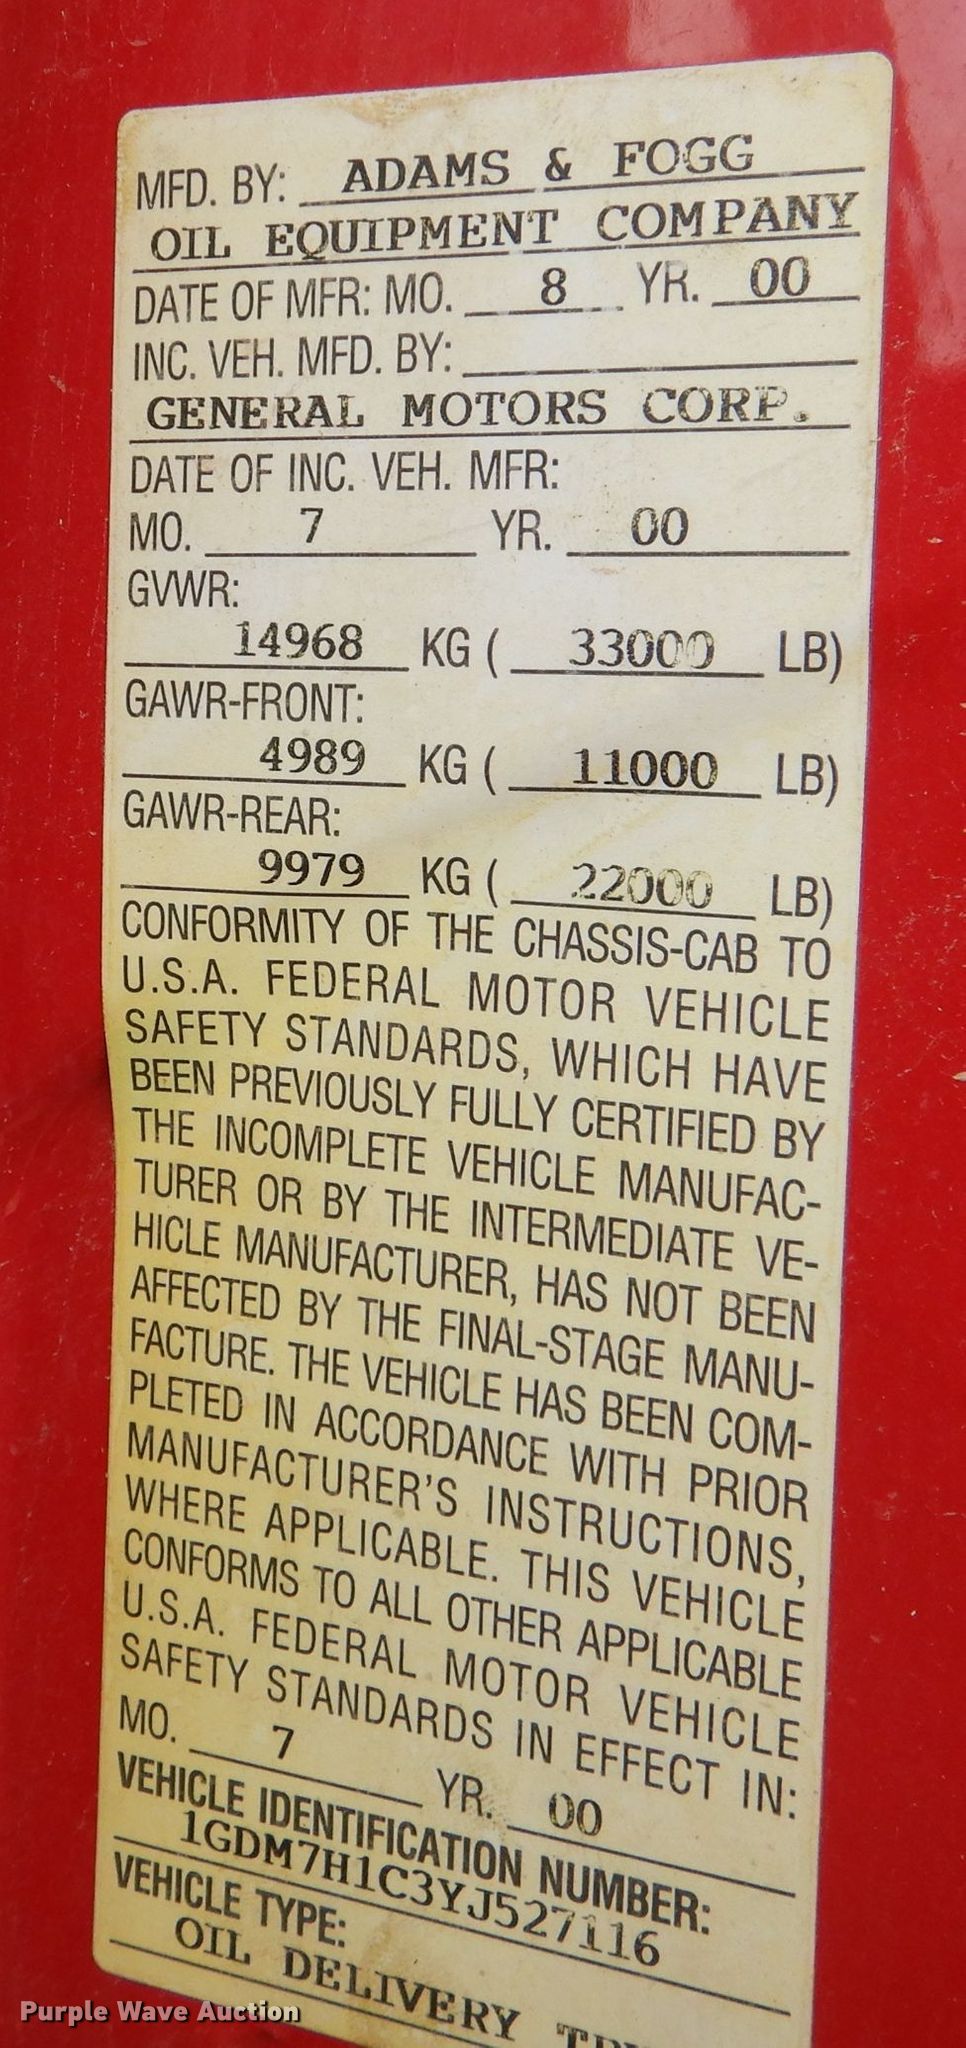 MFD. BY: ADAMS & FOGG
OIL EQUIPMENT COMPANY
DATE OF MFR: MO. 8 YR. 00
INC. VEH. MFD. BY:
GENERAL MOTORS CORP.
DATE OF INC. VEH. MFR:
MO. 7 YR. 00
GVWR:
14968 KG ( 33000 LB)
GAWR-FRONT:
4989 KG ( 11000 LB)
GAWR-REAR:
9979 KG ( 22000 LB)
CONFORMITY OF THE CHASSIS-CAB TO
U.S.A. FEDERAL MOTOR VEHICLE
SAFETY STANDARDS, WHICH HAVE
BEEN PREVIOUSLY FULLY CERTIFIED BY
THE INCOMPLETE VEHICLE MANUFAC-
TURER OR BY THE INTERMEDIATE VE-
HICLE MANUFACTURER, HAS NOT BEEN
AFFECTED BY THE FINAL-STAGE MANU-
FACTURE. THE VEHICLE HAS BEEN COM-
PLETED IN ACCORDANCE WITH PRIOR
MANUFACTURER'S INSTRUCTIONS,
WHERE APPLICABLE. THIS VEHICLE
CONFORMS TO ALL OTHER APPLICABLE
U.S.A. FEDERAL MOTOR VEHICLE
SAFETY STANDARDS IN EFFECT IN:
MO. 7 YR. 00
VEHICLE IDENTIFICATION NUMBER:
1GDM7H1C3YJ527116
VEHICLE TYPE:
OIL DELIVERY
Purple Wave Auction